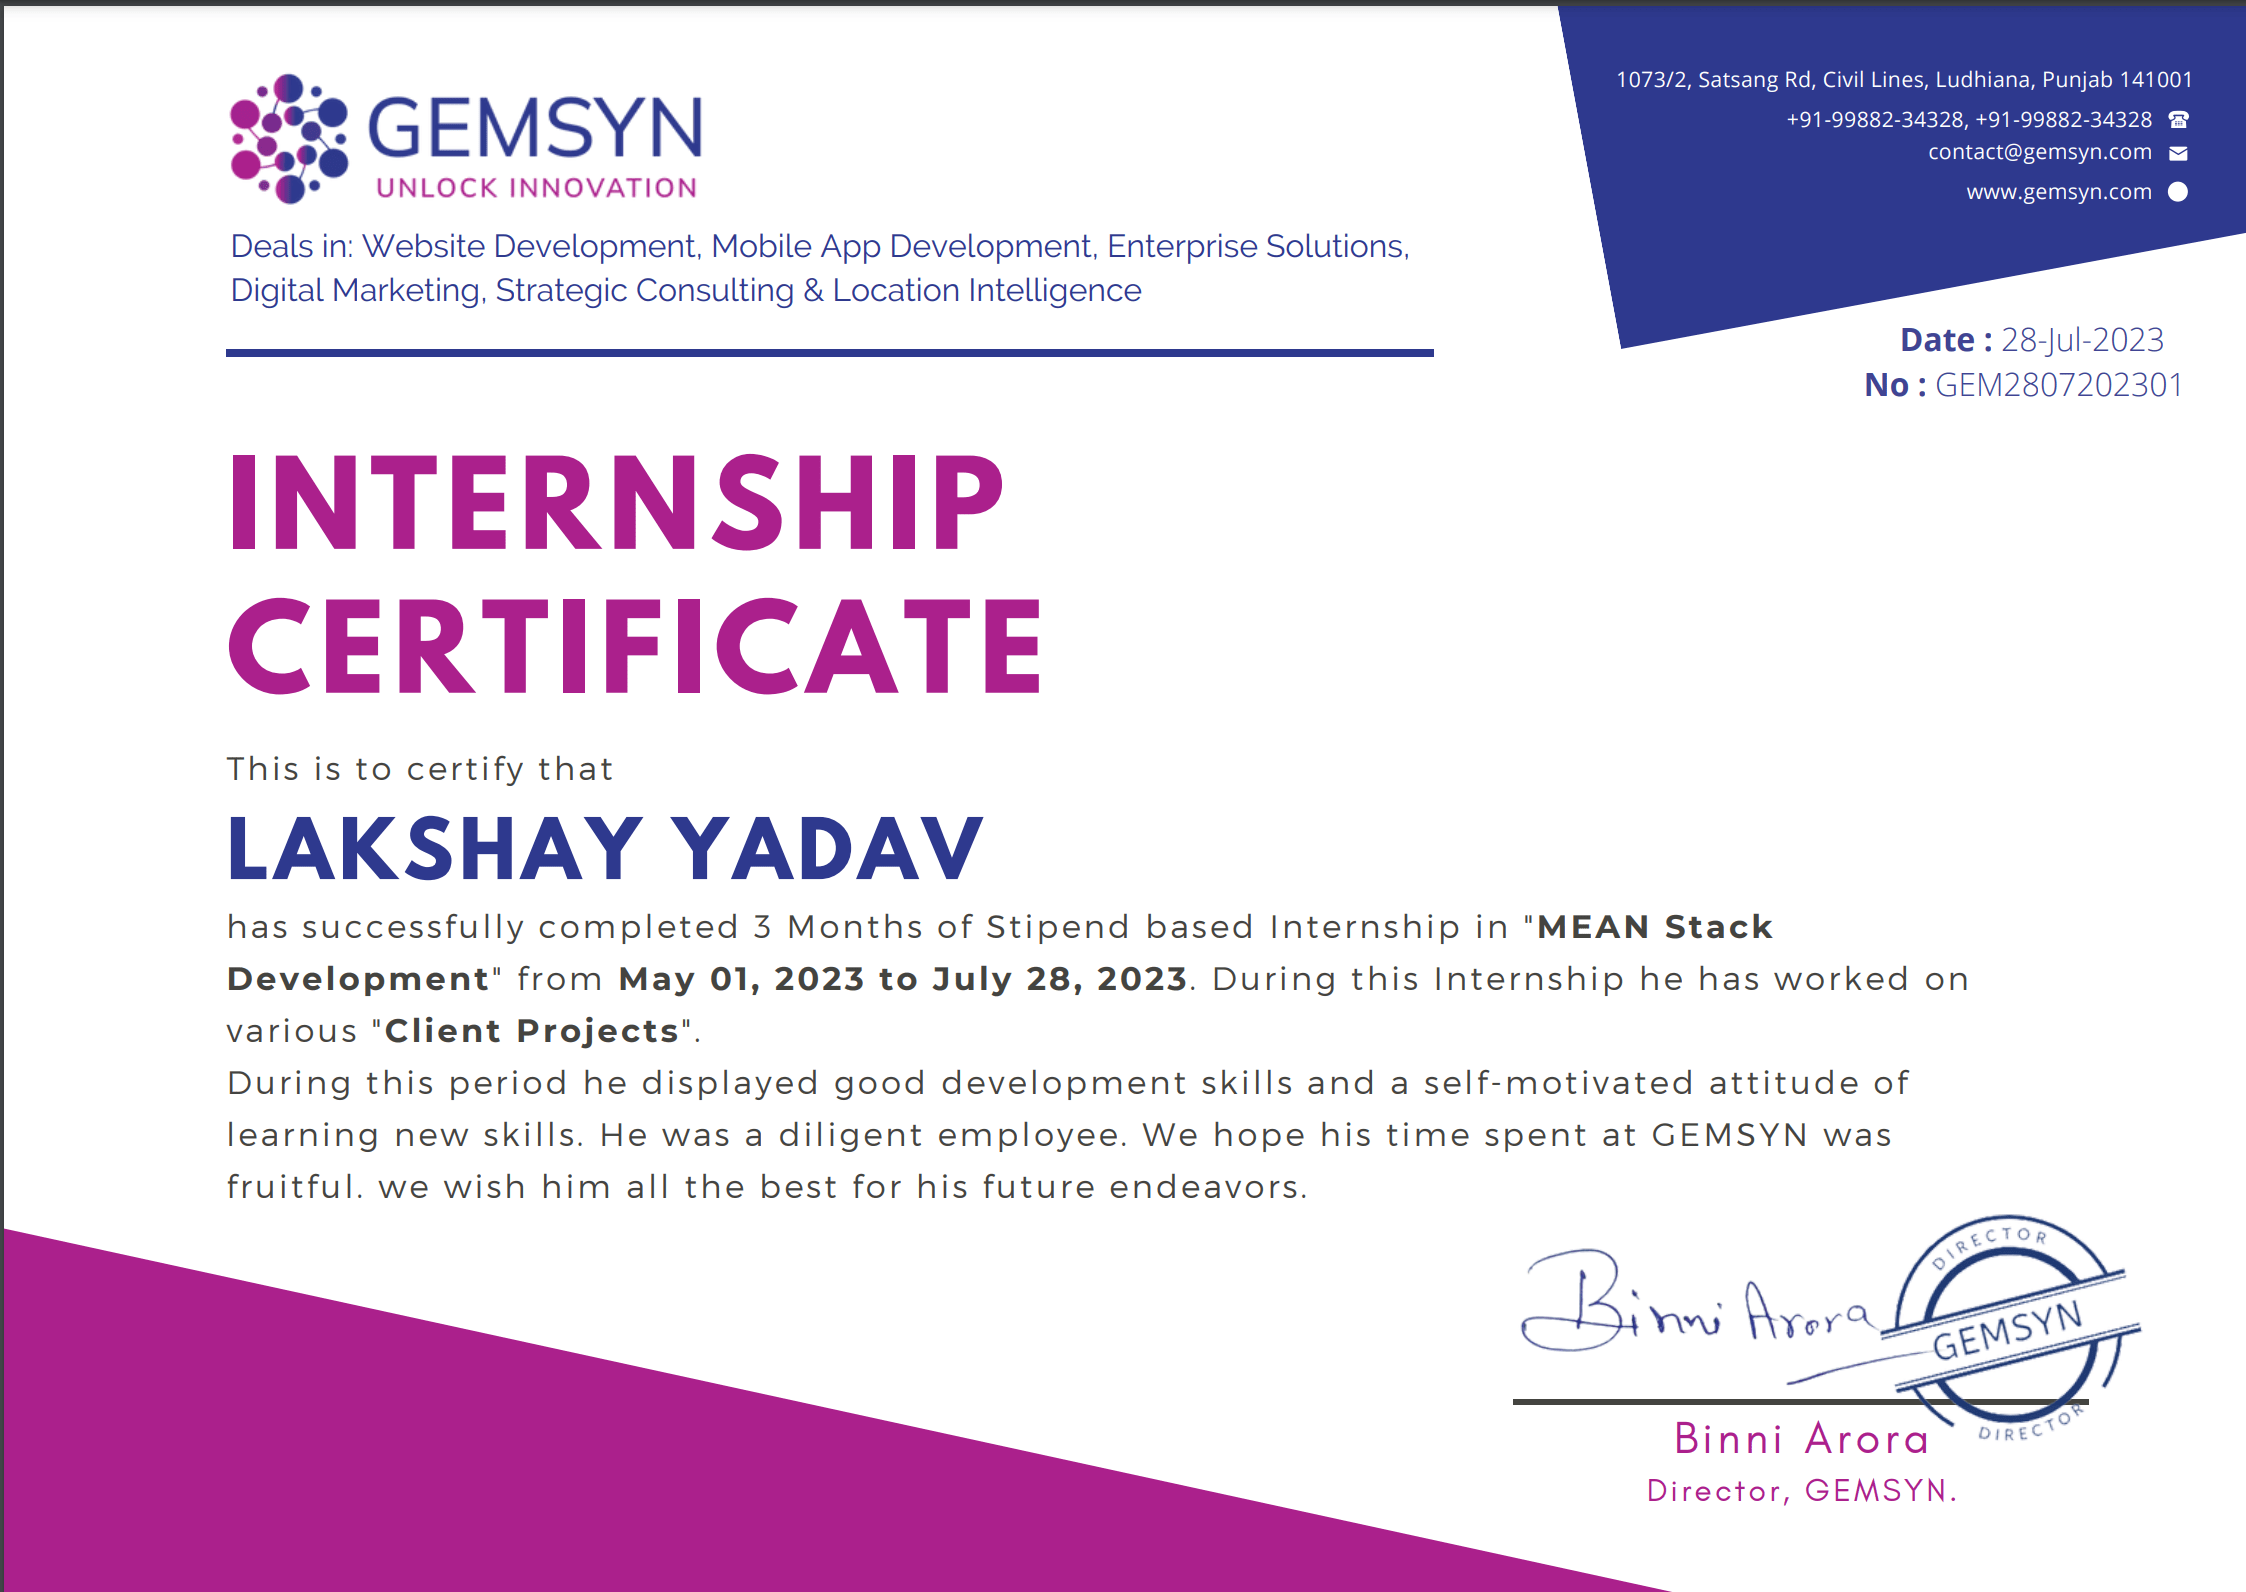 GEMSYN
UNLOCK INNOVATION
Deals in: Website Development, Mobile App Development, Enterprise Solutions,
Digital Marketing, Strategic Consulting & Location Intelligence
1073/2, Satsang Rd, Civil Lines, Ludhiana, Punjab 141001
+91-99882-34328, +91-99882-34328
contact@gemsyn.com
www.gemsyn.com
Date : 28-Jul-2023
No : GEM2807202301
INTERNSHIP
CERTIFICATE
This is to certify that
LAKSHAY YADAV
has successfully completed 3 Months of Stipend based Internship in "MEAN Stack
Development" from May 01, 2023 to July 28, 2023. During this Internship he has worked on
various "Client Projects".
During this period he displayed good development skills and a self-motivated attitude of
learning new skills. He was a diligent employee. We hope his time spent at GEMSYN was
fruitful. we wish him all the best for his future endeavors.
Binni Arora
DIRECTOR
GEMSYN
DIRECTOR
Binni Arora
Director, GEMSYN.